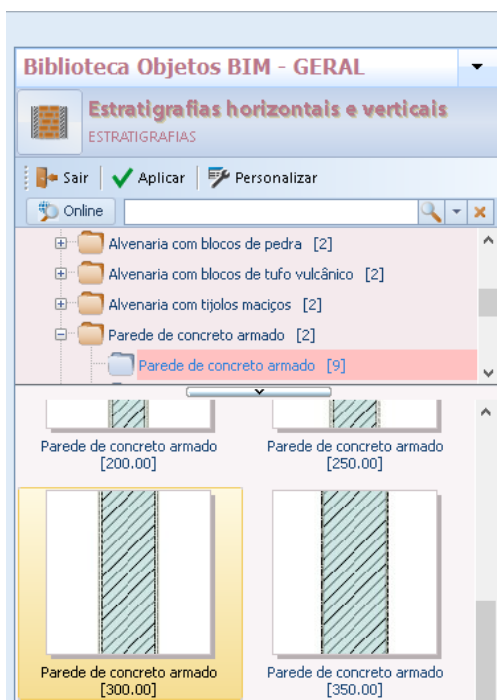 Biblioteca Objetos BIM - GERAL
Estratigrafias horizontais e verticais
ESTRATIGRAFIAS
Sair Aplicar Personalizar
Online
Alvenaria com blocos de pedra [2]
Alvenaria com blocos de tufo vulcânico [2]
Alvenaria com tijolos maciços [2]
Parede de concreto armado [2]
Parede de concreto armado [9]
Parede de concreto armado Parede de concreto armado
[200.00] [250.00]
Parede de concreto armado Parede de concreto armado
[300.00] [350.00]